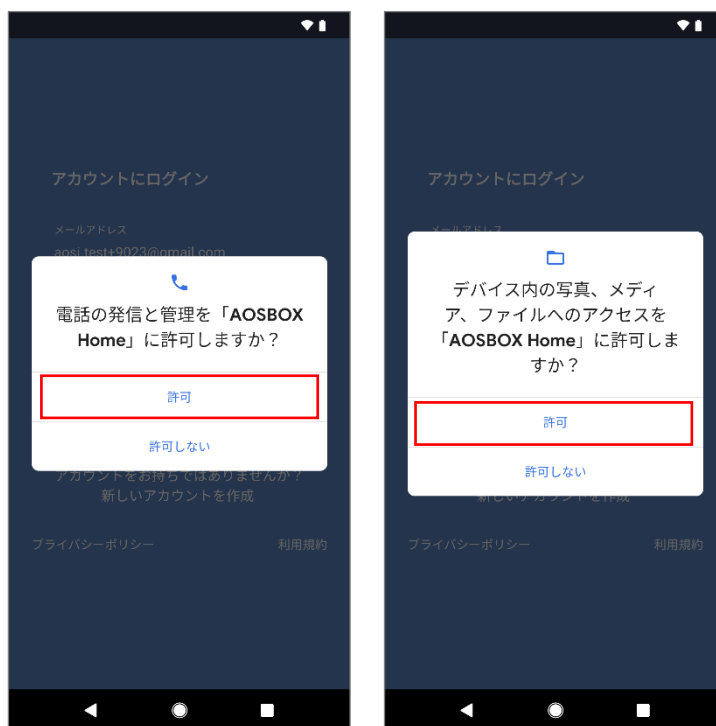 アカウントにログイン
メールアドレス
aosi.test+9023@gmail.com
電話の発信と管理を「AOSBOX
Home」に許可しますか？
許可
許可しない
アカウントをお持ちではありませんか？
新しいアカウントを作成
プライバシーポリシー
利用規約
アカウントにログイン
メールアドレス
デバイス内の写真、メディ
ア、ファイルへのアクセスを
「AOSBOX Home」に許可しま
すか？
許可
許可しない
新しいアカウントを作成
プライバシーポリシー
利用規約